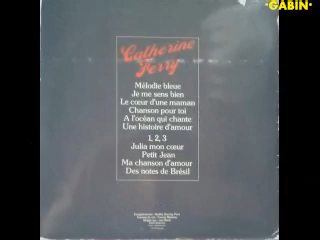 ·GABIN·
Catherine
Ferry
Mélodie bleue
Je me sens bien
Le cœur d'une maman
Chanson pour toi
A l'océan qui chante
Une histoire d'amour
1, 2, 3
Julia mon cœur
Petit Jean
Ma chanson d'amour
Des notes de Brésil